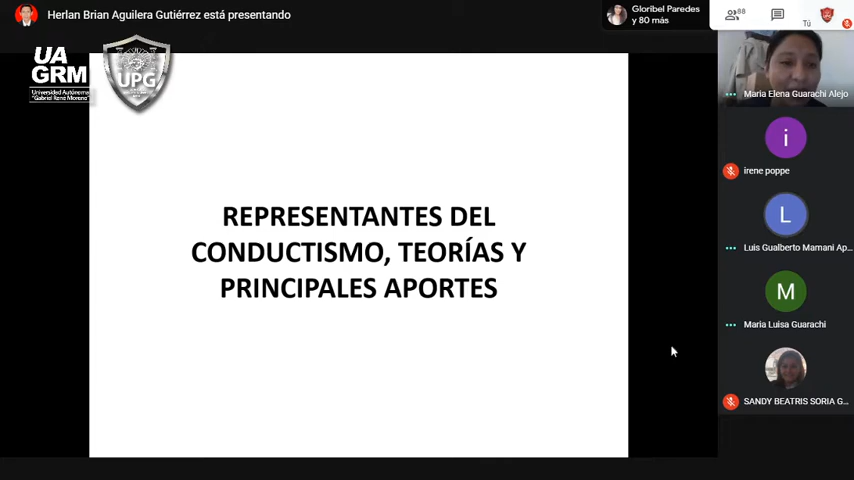 Herlan Brian Aguilera Gutiérrez está presentando
Gloribel Paredes
y 80 más
88
Tú
UA
GRM
Universidad Autónoma
"Gabriel René Moreno"
UPG
Maria Elena Guarachi Alejo
REPRESENTANTES DEL
CONDUCTISMO, TEORÍAS Y
PRINCIPALES APORTES
i
irene poppe
L
Luis Gualberto Mamani Ap...
M
Maria Luisa Guarachi
SANDY BEATRIS SORIA G...